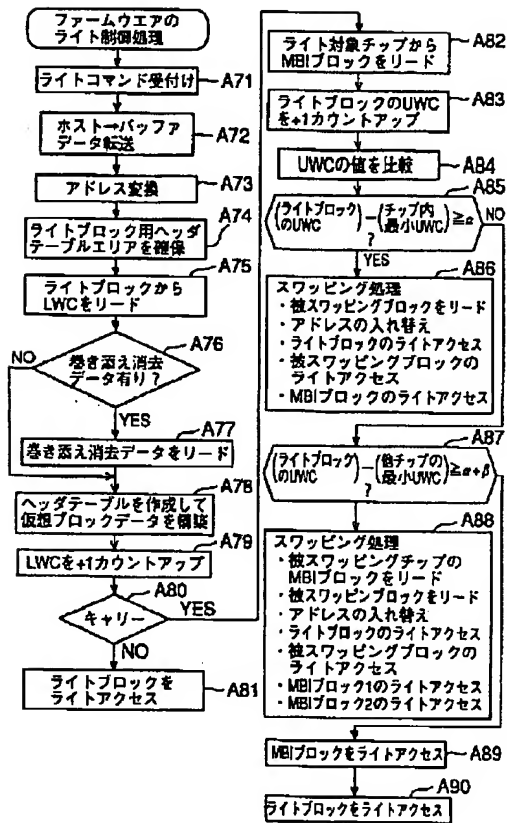 ファームウエアの
ライト制御処理
ライトコマンド受付け
A71
ホスト→バッファ
データ転送
A72
アドレス変換
A73
A74
ライトブロック用ヘッダ
テーブルエリアを確保
A75
ライトブロックから
LWCをリード
A76
NO
巻き添え消去
データ有り?
YES
A77
巻き添え消去データをリード
A78
ヘッダテーブルを作成して
仮想ブロックデータを構築
A79
LWCを+1カウントアップ
A80
キャリー
YES
NO
ライトブロックを
ライトアクセス
A81
ライト対象チップから
MBIブロックをリード
A82
ライトブロックのUWC
を+1カウントアップ
A83
UWCの値を比較
A84
A85
(ライトブロックのUWC)−(チップ内最小UWC)≧α
?
NO
YES
A86
スワッピング処理
・被スワッピングブロックをリード
・アドレスの入れ替え
・ライトブロックのライトアクセス
・被スワッピングブロックの
ライトアクセス
・MBIブロックのライトアクセス
A87
(ライトブロックのUWC)−(他チップの最小UWC)≧α+β
?
A88
スワッピング処理
・被スワッピングチップの
MBIブロックをリード
・被スワッピングブロックをリード
・アドレスの入れ替え
・ライトブロックのライトアクセス
・被スワッピングブロックの
ライトアクセス
・MBIブロック1のライトアクセス
・MBIブロック2のライトアクセス
MBIブロックをライトアクセス
A89
A90
ライトブロックをライトアクセス